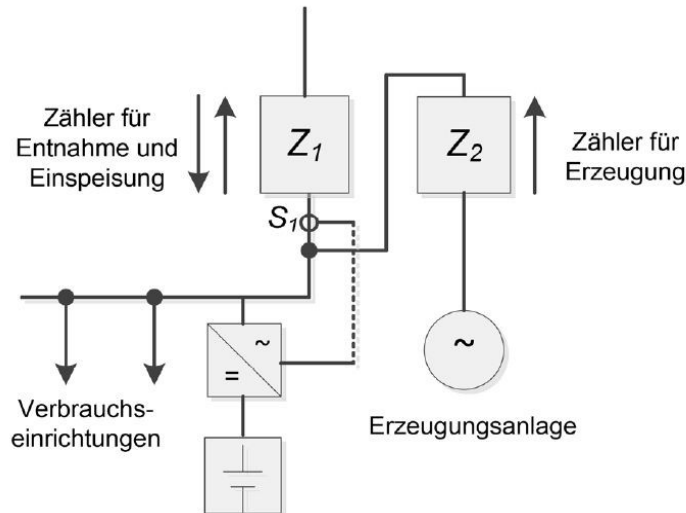 Zähler für
Entnahme und
Einspeisung
Z1
Z2
Zähler für
Erzeugung
S1
~
=
~
Verbrauchs-
einrichtungen
Erzeugungsanlage